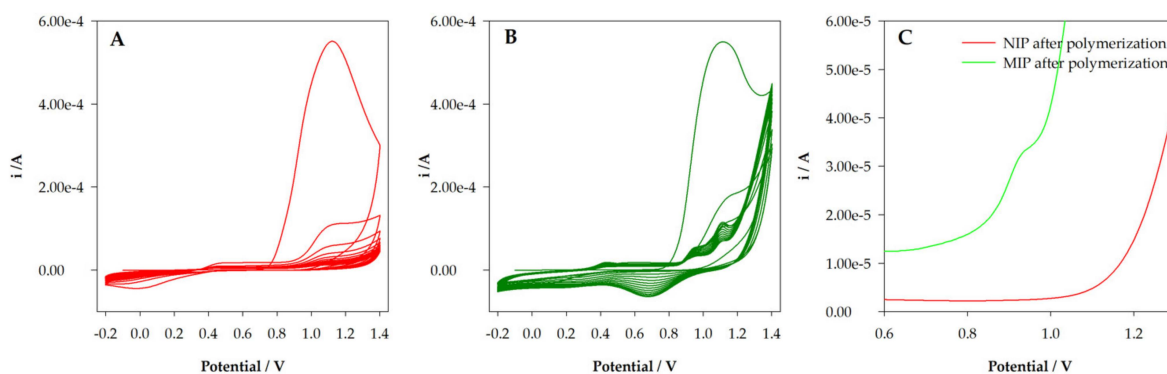 A
6.00e-4
4.00e-4
2.00e-4
0.00
i /A
-0.2 0.0 0.2 0.4 0.6 0.8 1.0 1.2 1.4
Potential / V
B
6.00e-4
4.00e-4
2.00e-4
0.00
i /A
-0.2 0.0 0.2 0.4 0.6 0.8 1.0 1.2 1.4
Potential / V
C
NIP after polymerization
MIP after polymerization
6.00e-5
5.00e-5
4.00e-5
3.00e-5
2.00e-5
1.00e-5
0.00
i / A
0.6 0.8 1.0 1.2
Potential / V